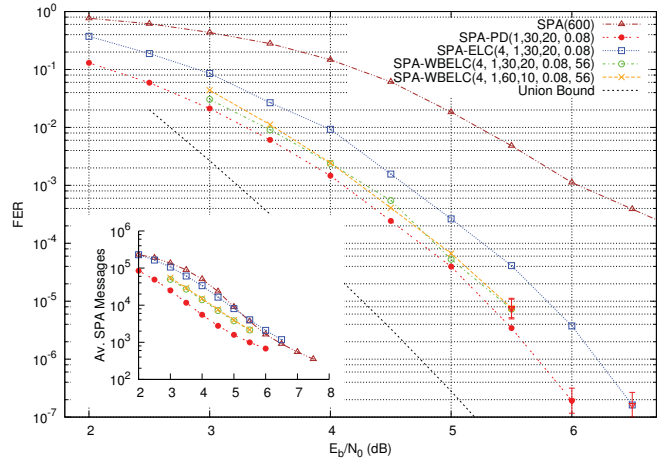 SPA(600)
SPA-PD(1,30,20, 0.08)
SPA-ELC(4, 1,30,20, 0.08)
SPA-WBELC(4, 1,30,20, 0.08, 56)
SPA-WBELC(4, 1,60,10, 0.08, 56)
Union Bound
FER
10^0
10^-1
10^-2
10^-3
10^-4
10^-5
10^-6
10^-7
2 3 4 5 6
E_b/N_0 (dB)
Av. SPA Messages
10^6
10^5
10^4
10^3
10^2
2 3 4 5 6 7 8